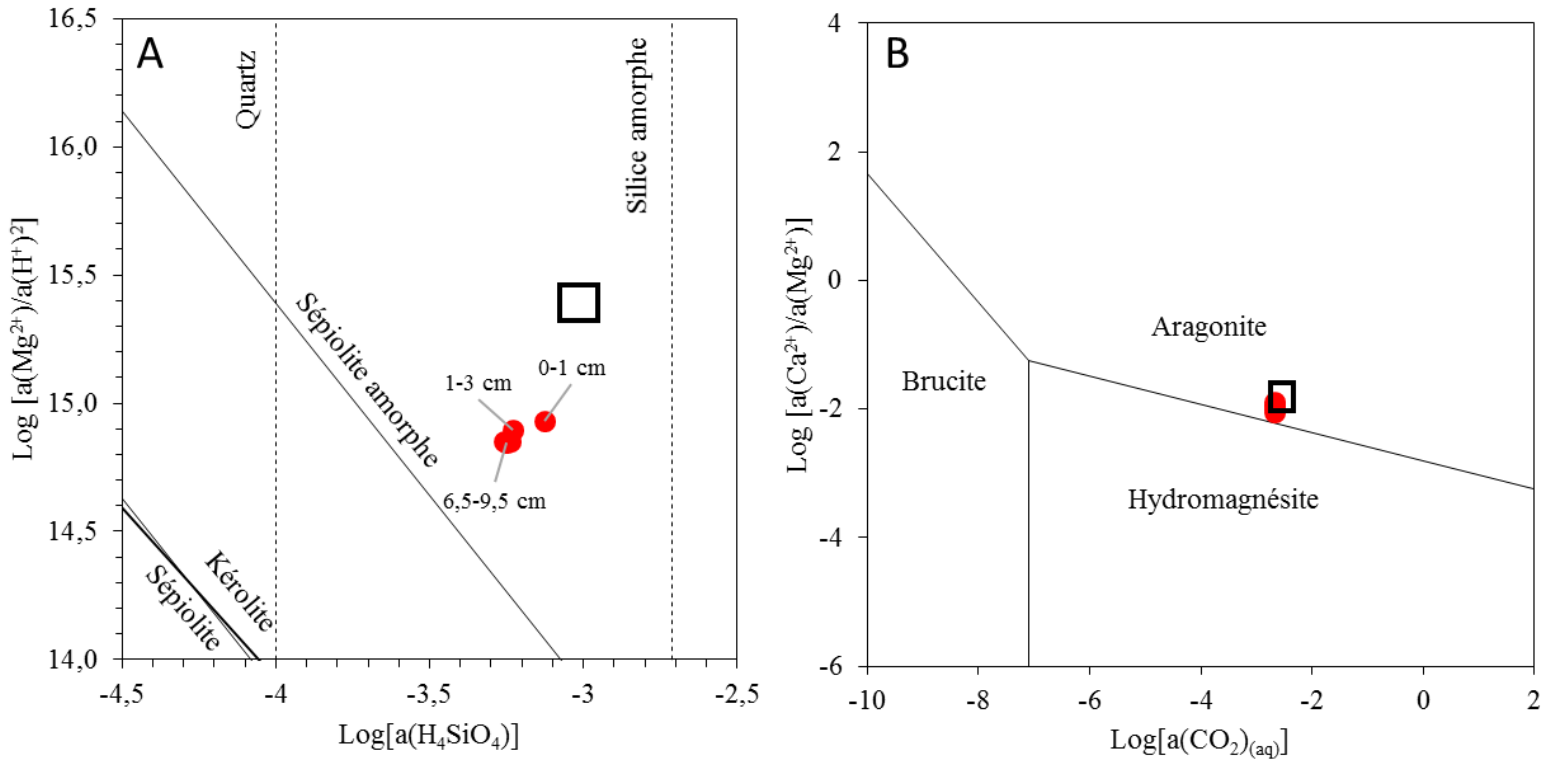 A
16,5
16,0
15,5
15,0
14,5
14,0
Log [a(Mg²⁺)/a(H⁺)²]
Quartz
Silice amorphe
Sépiolite amorphe
0-1 cm
1-3 cm
6,5-9,5 cm
Kérolite
Sépiolite
-4,5 -4 -3,5 -3 -2,5
Log[a(H₄SiO₄)]
B
4
2
0
-2
-4
-6
Log [a(Ca²⁺)/a(Mg²⁺)]
Aragonite
Brucite
Hydromagnésite
-10 -8 -6 -4 -2 0 2
Log[a(CO₂)₍aq₎]